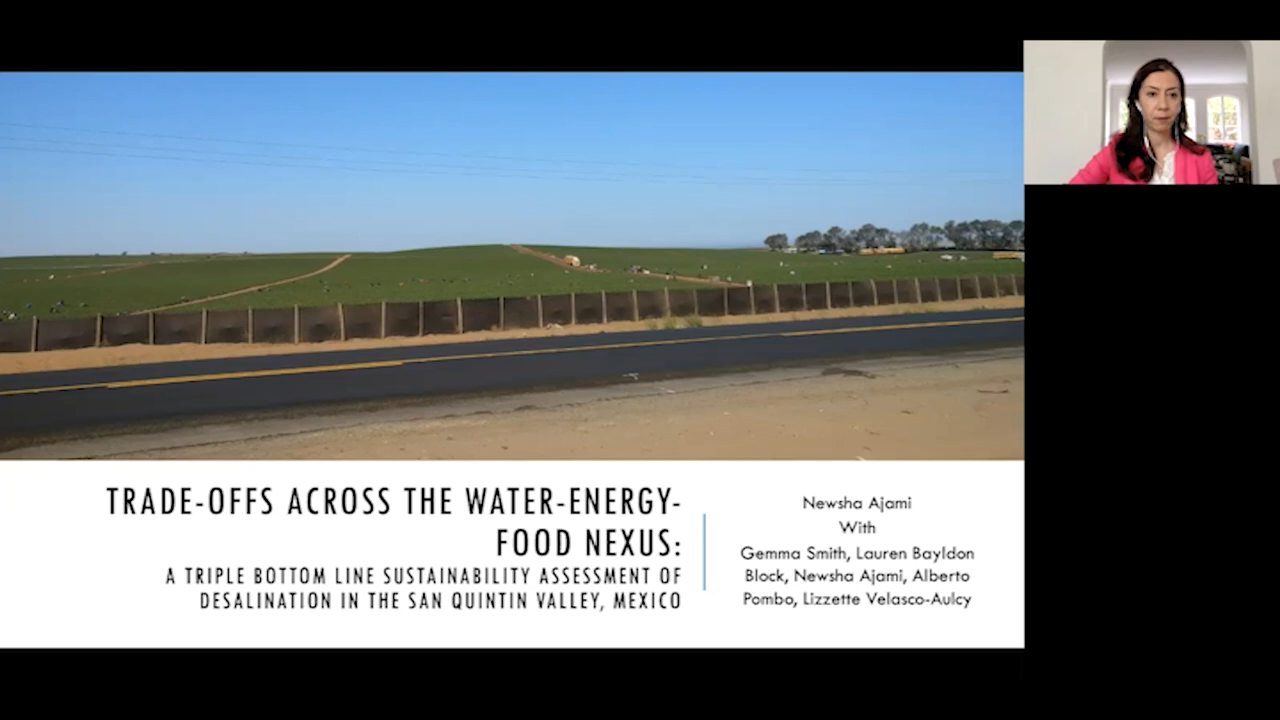 TRADE-OFFS ACROSS THE WATER-ENERGY-
FOOD NEXUS:
A TRIPLE BOTTOM LINE SUSTAINABILITY ASSESSMENT OF
DESALINATION IN THE SAN QUINTIN VALLEY, MEXICO
Newsha Ajami
With
Gemma Smith, Lauren Bayldon
Block, Newsha Ajami, Alberto
Pombo, Lizzette Velasco-Aulcy